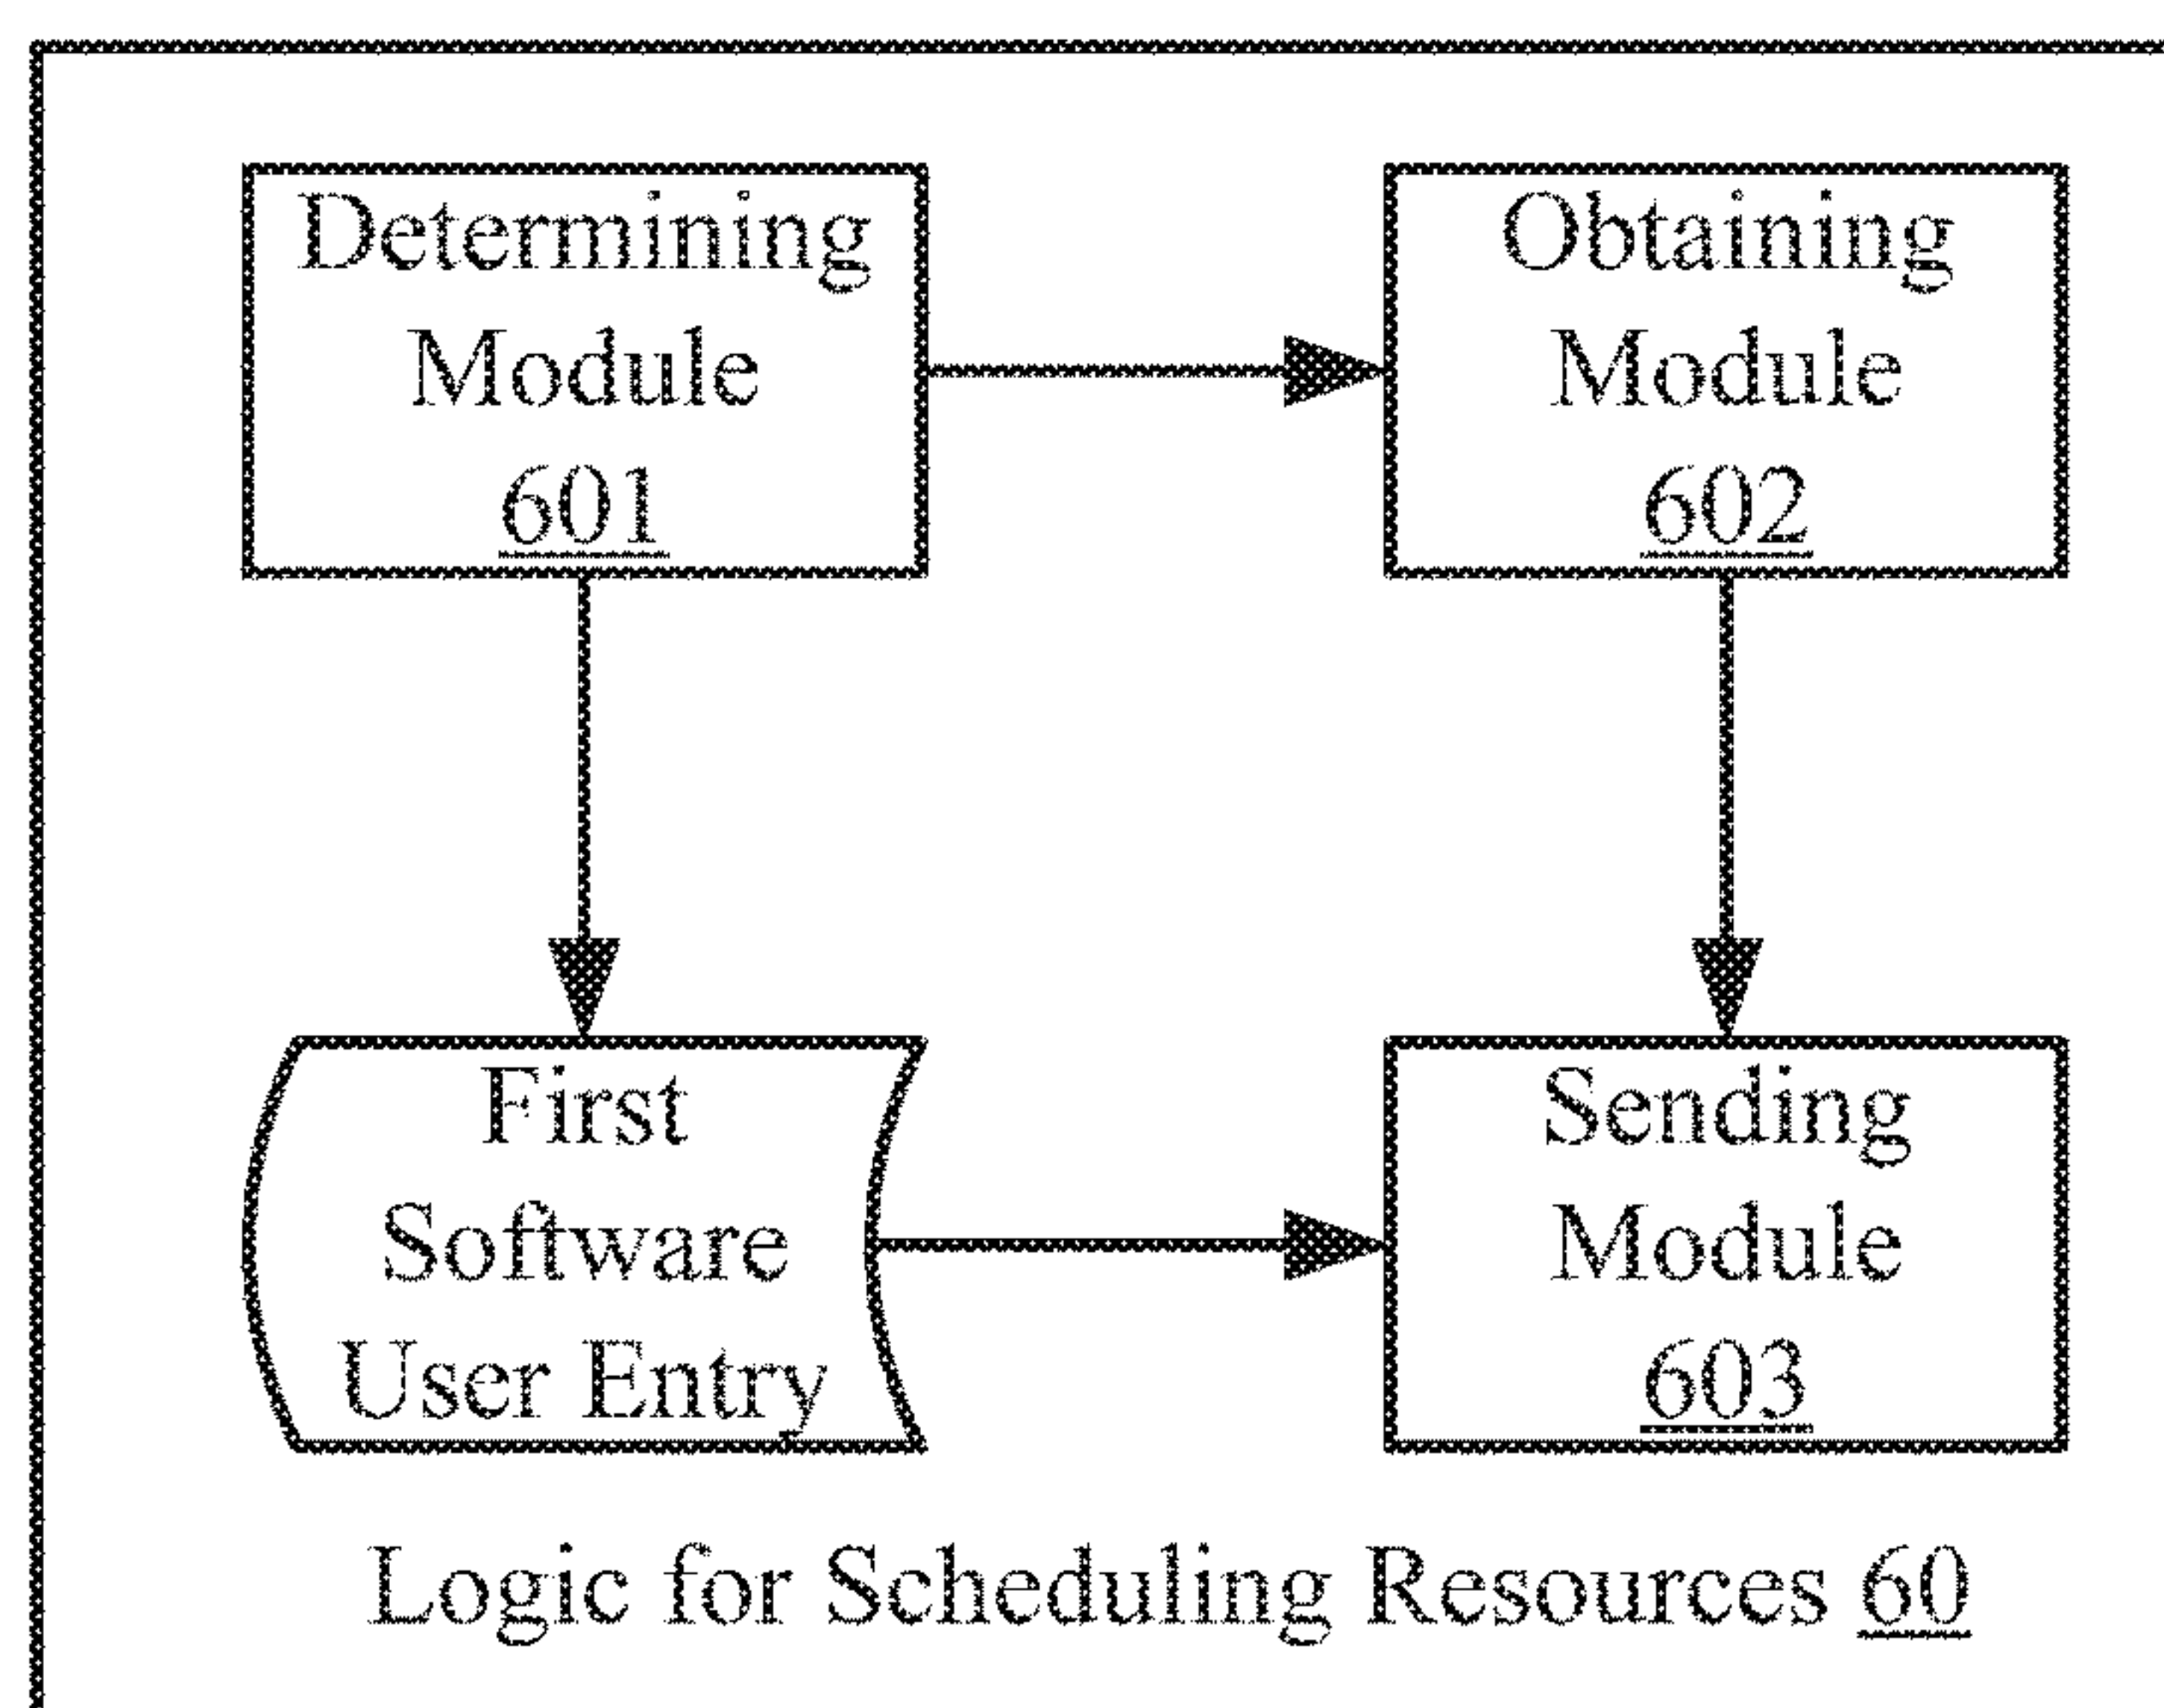 Determining
Module
601
Obtaining
Module
602
First
Software
User Entry
Sending
Module
603
Logic for Scheduling Resources 60